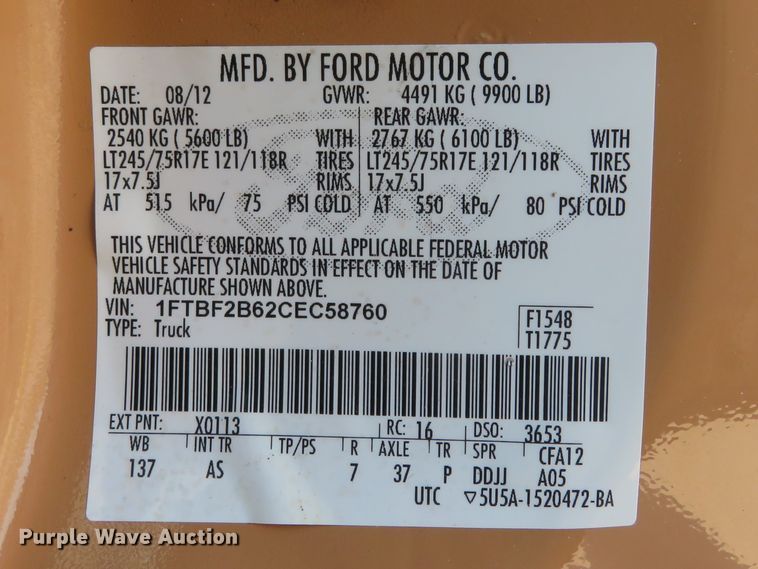 MFD. BY FORD MOTOR CO.
DATE: 08/12 GVWR: 4491 KG ( 9900 LB)
FRONT GAWR: REAR GAWR:
2540 KG ( 5600 LB) WITH 2767 KG ( 6100 LB) WITH
LT245/75R17E 121/118R TIRES LT245/75R17E 121/118R TIRES
17x7.5J RIMS 17x7.5J RIMS
AT 515 kPa/ 75 PSI COLD AT 550 kPa/ 80 PSI COLD
THIS VEHICLE CONFORMS TO ALL APPLICABLE FEDERAL MOTOR
VEHICLE SAFETY STANDARDS IN EFFECT ON THE DATE OF
MANUFACTURE SHOWN ABOVE.
VIN: 1FTBF2B62CEC58760
TYPE: Truck
F1548
T1775
EXT PNT: X0113 RC: 16 DSO: 3653
WB INT TR TP/PS R AXLE TR SPR CFA12
137 AS 7 37 P DDJJ A05
UTC ▽5U5A-1520472-BA
Ford
Purple Wave Auction